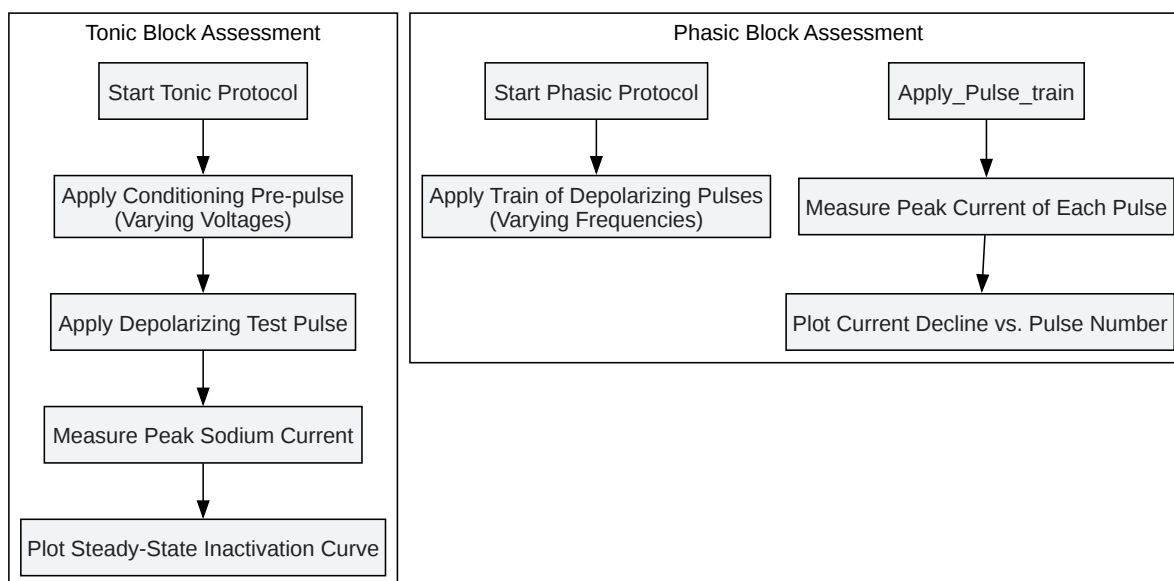 Tonic Block Assessment
Start Tonic Protocol
Apply Conditioning Pre-pulse
(Varying Voltages)
Apply Depolarizing Test Pulse
Measure Peak Sodium Current
Plot Steady-State Inactivation Curve
Phasic Block Assessment
Start Phasic Protocol
Apply Train of Depolarizing Pulses
(Varying Frequencies)
Apply_Pulse_train
Measure Peak Current of Each Pulse
Plot Current Decline vs. Pulse Number